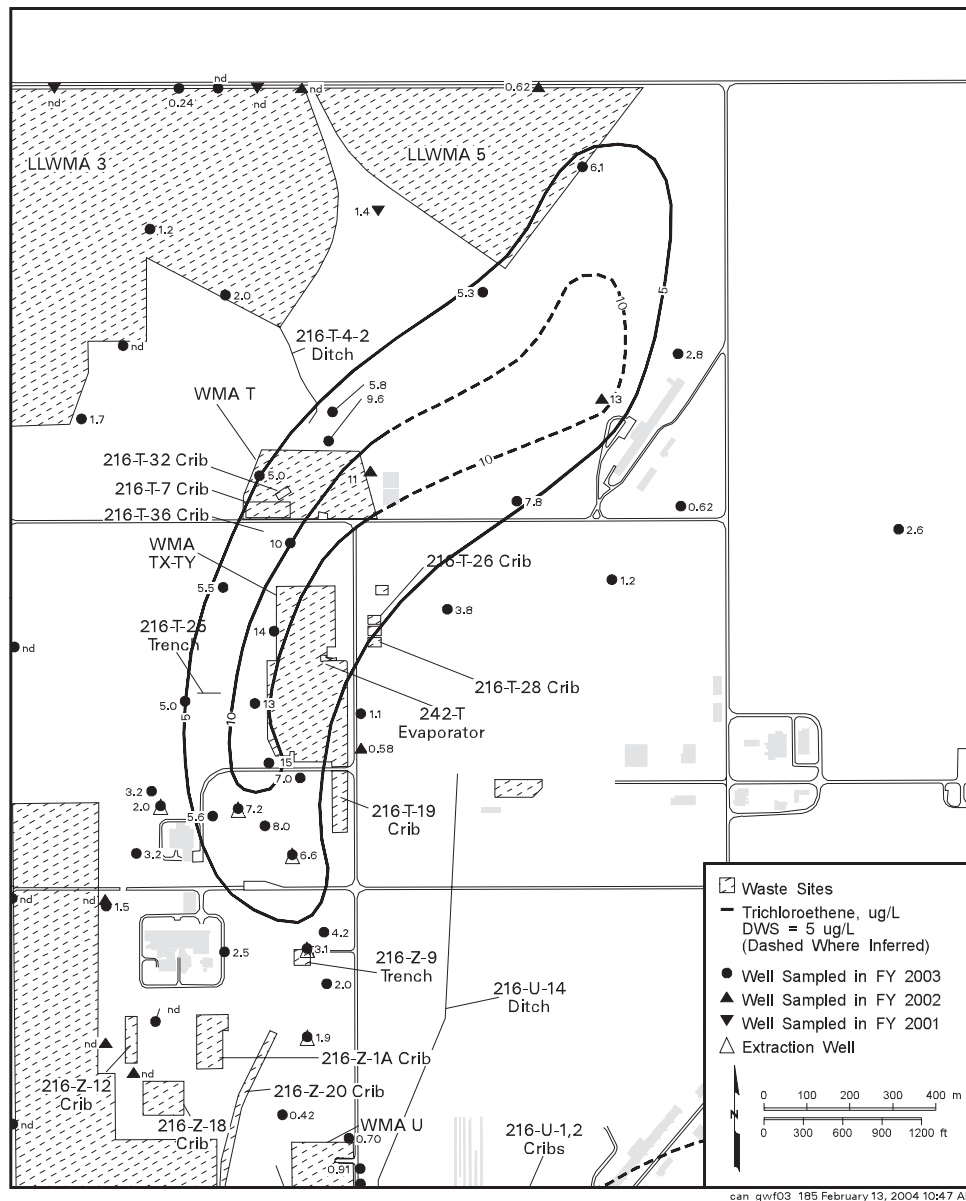 nd
nd
0.24
nd
nd
0.62
LLWMA 3
LLWMA 5
6.1
1.4
1.2
2.0
5.3
10
5
216-T-4-2
Ditch
nd
2.8
5.8
9.6
13
WMA T
1.7
216-T-32 Crib
5.0
11
10
216-T-7 Crib
216-T-36 Crib
7.8
0.62
2.6
10
WMA
TX-TY
216-T-26 Crib
1.2
5.5
3.8
14
216-T-25
Trench
nd
216-T-28 Crib
5.0
5
10
13
242-T
Evaporator
1.1
0.58
15
7.0
3.2
2.0
7.2
5.6
8.0
216-T-19
Crib
3.2
6.6
nd
nd
1.5
4.2
2.5
3.1
216-Z-9
Trench
2.0
216-U-14
Ditch
nd
nd
1.9
216-Z-1A Crib
nd
216-Z-12
Crib
216-Z-20 Crib
nd
0.42
216-Z-18
Crib
WMA U
0.70
216-U-1,2
Cribs
0.91
Waste Sites
Trichloroethene, ug/L
DWS = 5 ug/L
(Dashed Where Inferred)
Well Sampled in FY 2003
Well Sampled in FY 2002
Well Sampled in FY 2001
Extraction Well
N
0 100 200 300 400 m
0 300 600 900 1200 ft
can_gwf03_185 February 13, 2004 10:47 A